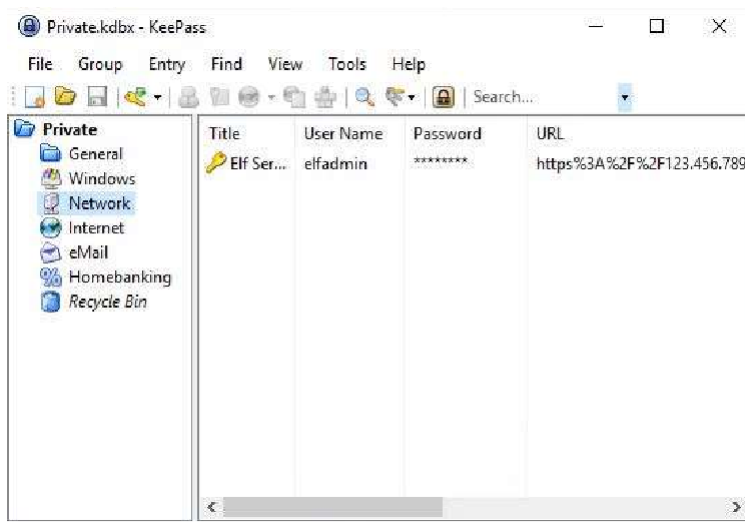 Private.kdbx - KeePass
File Group Entry Find View Tools Help
Search...
Private
General
Windows
Network
Internet
eMail
Homebanking
Recycle Bin
Title User Name Password URL
Elf Ser... elfadmin ******** https%3A%2F%2F123.456.789